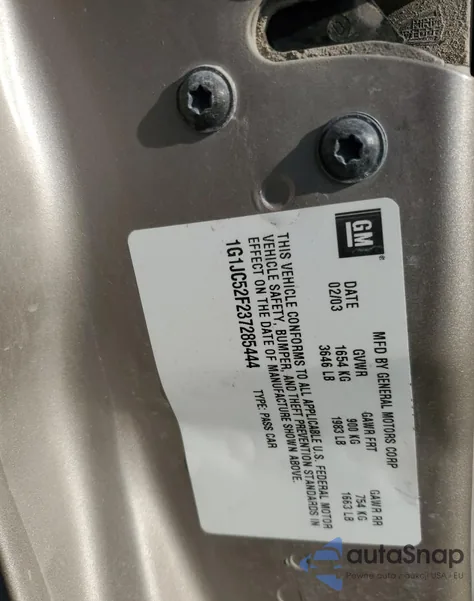 GM
MFD BY GENERAL MOTORS CORP
DATE GVWR GAWR FRT GAWR RR
02/03 1654 KG 900 KG 754 KG
3646 LB 1983 LB 1663 LB
THIS VEHICLE CONFORMS TO ALL APPLICABLE U.S. FEDERAL MOTOR
VEHICLE SAFETY, BUMPER, AND THEFT PREVENTION STANDARDS IN
EFFECT ON THE DATE OF MANUFACTURE SHOWN ABOVE.
1G1JC52F237285444 TYPE: PASS CAR
autoSnap